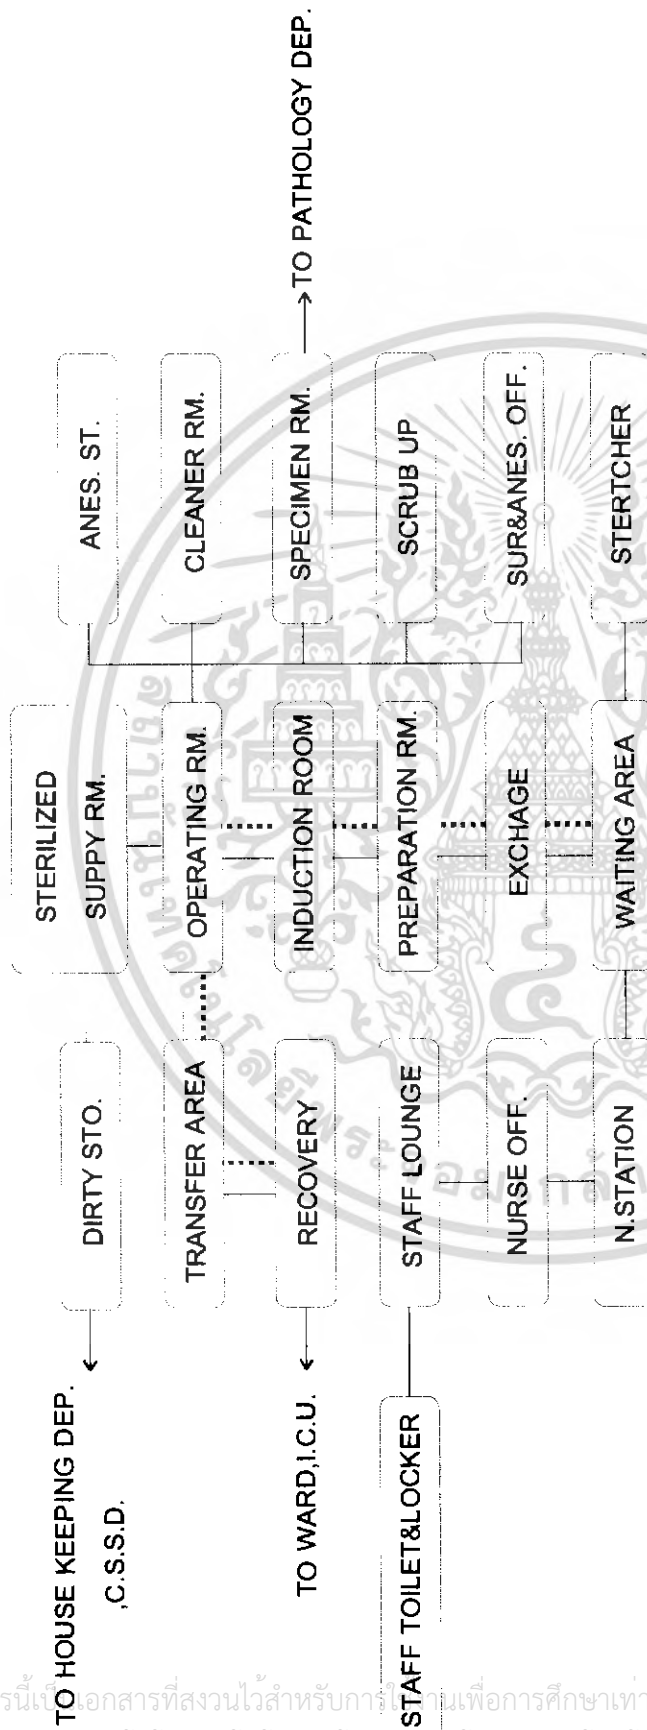 STERILIZED
SUPPY RM.
TO HOUSE KEEPING DEP.
,C.S.S.D.
DIRTY STO.
ANES. ST.
TRANSFER AREA
OPERATING RM.
CLEANER RM.
TO WARD,I.C.U.
RECOVERY
INDUCTION ROOM
SPECIMEN RM.
TO PATHOLOGY DEP.
STAFF TOILET&LOCKER
STAFF LOUNGE
PREPARATION RM.
SCRUB UP
NURSE OFF.
EXCHAGE
SUR&ANES. OFF.
N.STATION
WAITING AREA
STERTCHER